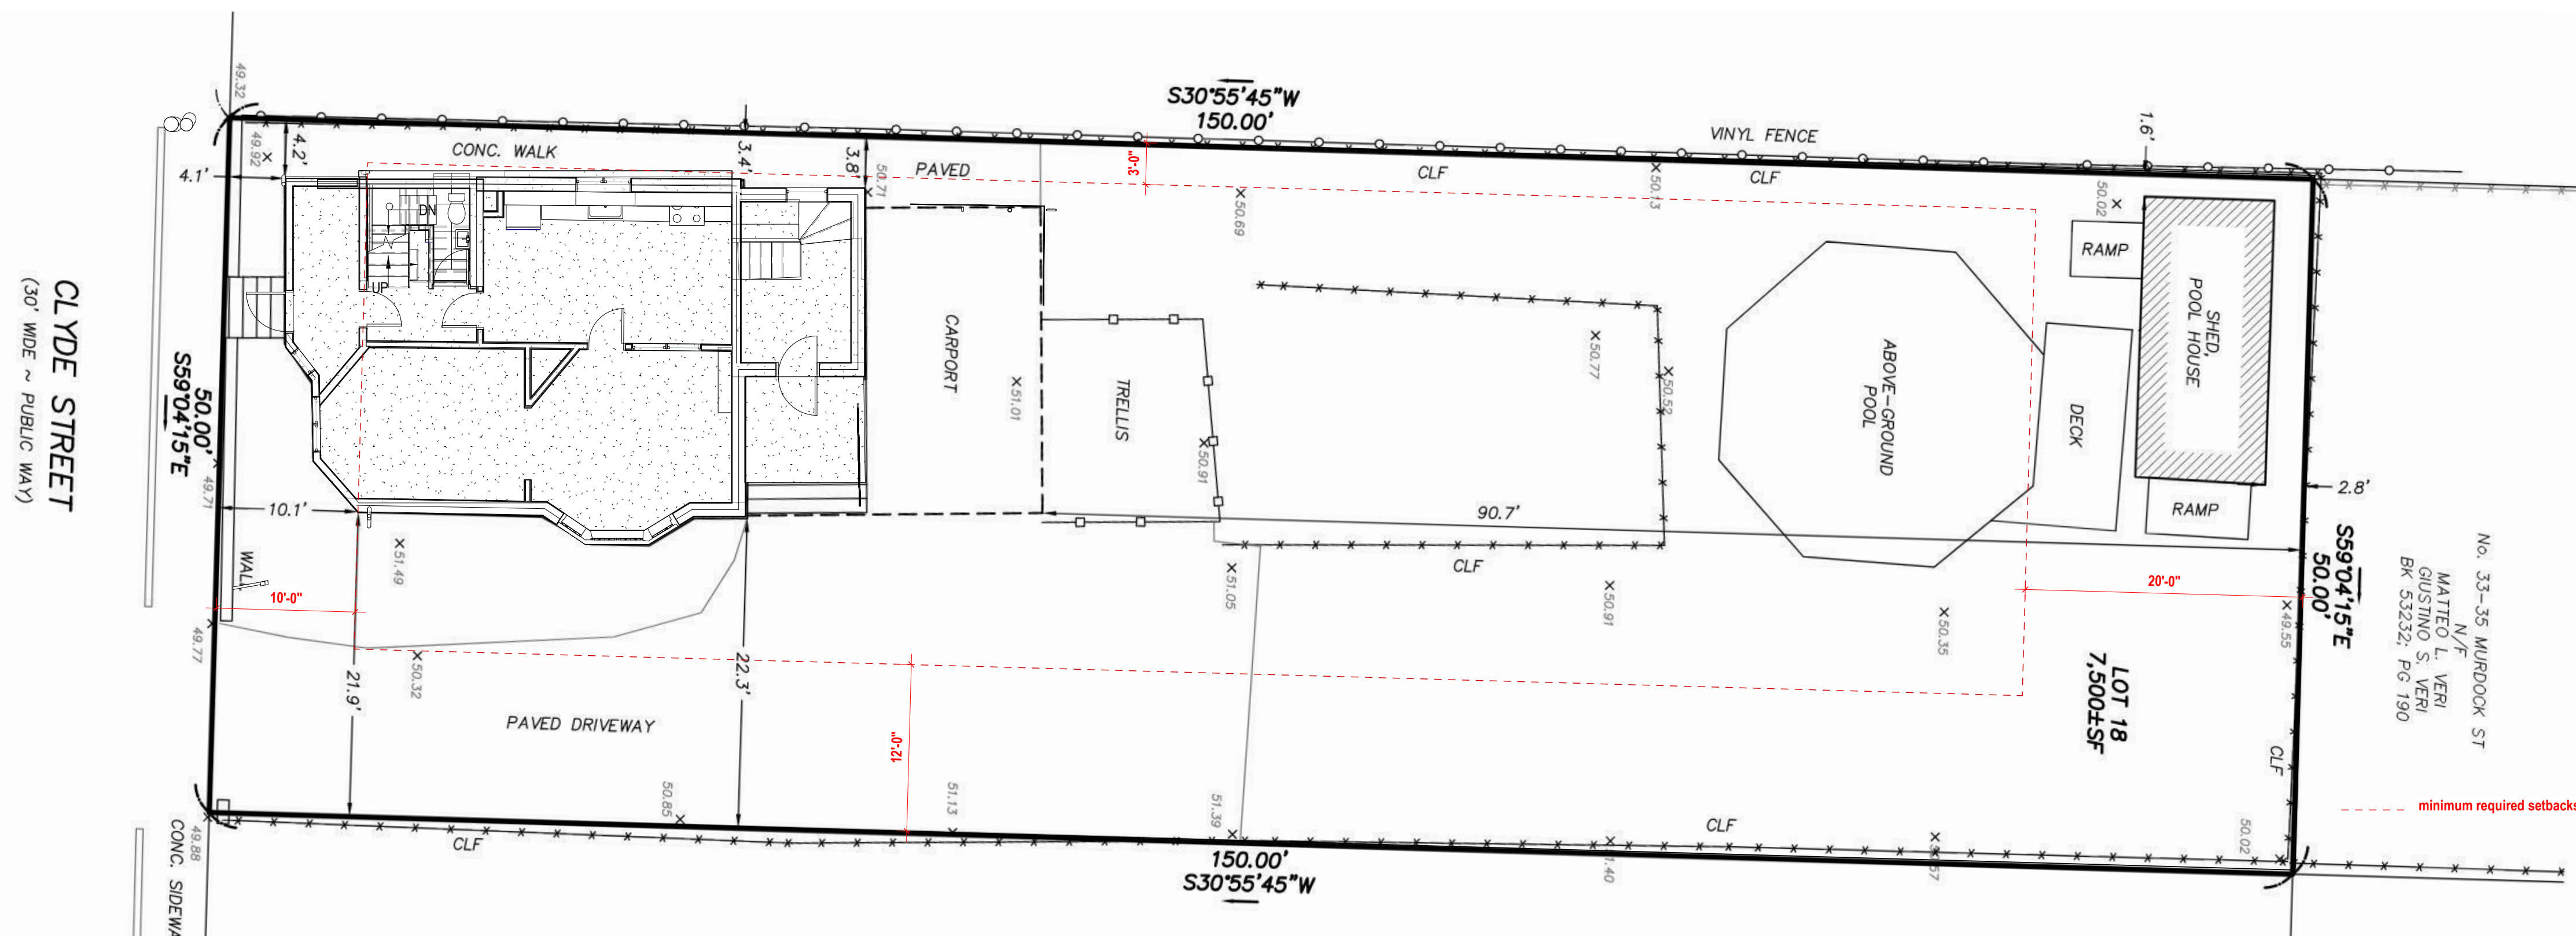 CLYDE STREET
(30' WIDE ~ PUBLIC WAY)
50.00'
S59°04'15"E
S30°55'45"W
150.00'
VINYL FENCE
1.6'
49.32
49.92
4.2'
4.1'
CONC. WALK
3.4'
3.8'
50.71
PAVED
3'-0"
CLF
50.13
CLF
50.02
50.69
DN
UP
CARPORT
51.01
TRELLIS
50.91
50.77
50.52
ABOVE-GROUND
POOL
DECK
RAMP
SHED,
POOL HOUSE
RAMP
2.8'
90.7'
CLF
49.71
10.1'
WALL
51.49
51.05
50.91
50.35
10'-0"
20'-0"
49.77
21.9'
50.32
22.3'
PAVED DRIVEWAY
12'-0"
S59°04'15"E
50.00'
49.55
No. 33-35 MURDOCK ST
N/F
MATTEO L. VERI
GIUSTINO S. VERI
BK 53232; PG 190
LOT 18
7,500±SF
CLF
minimum required setbacks
50.85
51.13
51.39
CLF
50.02
CLF
49.88
CONC. SIDEWA
150.00'
S30°55'45"W